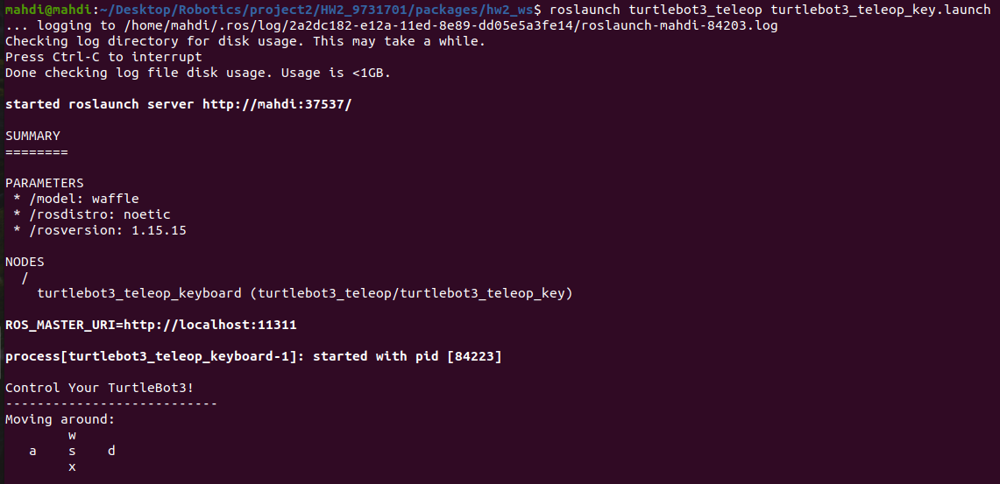 mahdi@mahdi:~/Desktop/Robotics/project2/HW2_9731701/packages/hw2_ws$ roslaunch turtlebot3_teleop turtlebot3_teleop_key.launch
... logging to /home/mahdi/.ros/log/2a2dc182-e12a-11ed-8e89-dd05e5a3fe14/roslaunch-mahdi-84203.log
Checking log directory for disk usage. This may take a while.
Press Ctrl-C to interrupt
Done checking log file disk usage. Usage is <1GB.

started roslaunch server http://mahdi:37537/

SUMMARY
========

PARAMETERS
 * /model: waffle
 * /rosdistro: noetic
 * /rosversion: 1.15.15

NODES
  /
    turtlebot3_teleop_keyboard (turtlebot3_teleop/turtlebot3_teleop_key)

ROS_MASTER_URI=http://localhost:11311

process[turtlebot3_teleop_keyboard-1]: started with pid [84223]

Control Your TurtleBot3!
---------------------------
Moving around:
        w
   a    s    d
        x